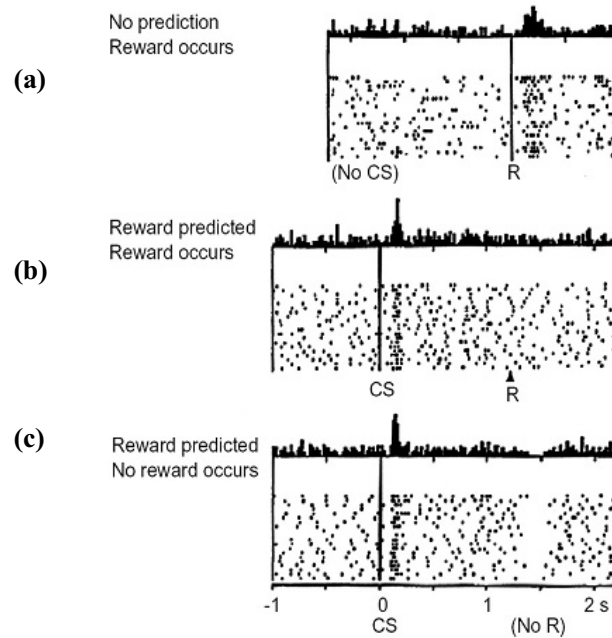 No prediction
Reward occurs
(a)
(No CS)
R
Reward predicted
Reward occurs
(b)
CS
R
(c)
Reward predicted
No reward occurs
-1
0
1
2 s
CS
(No R)